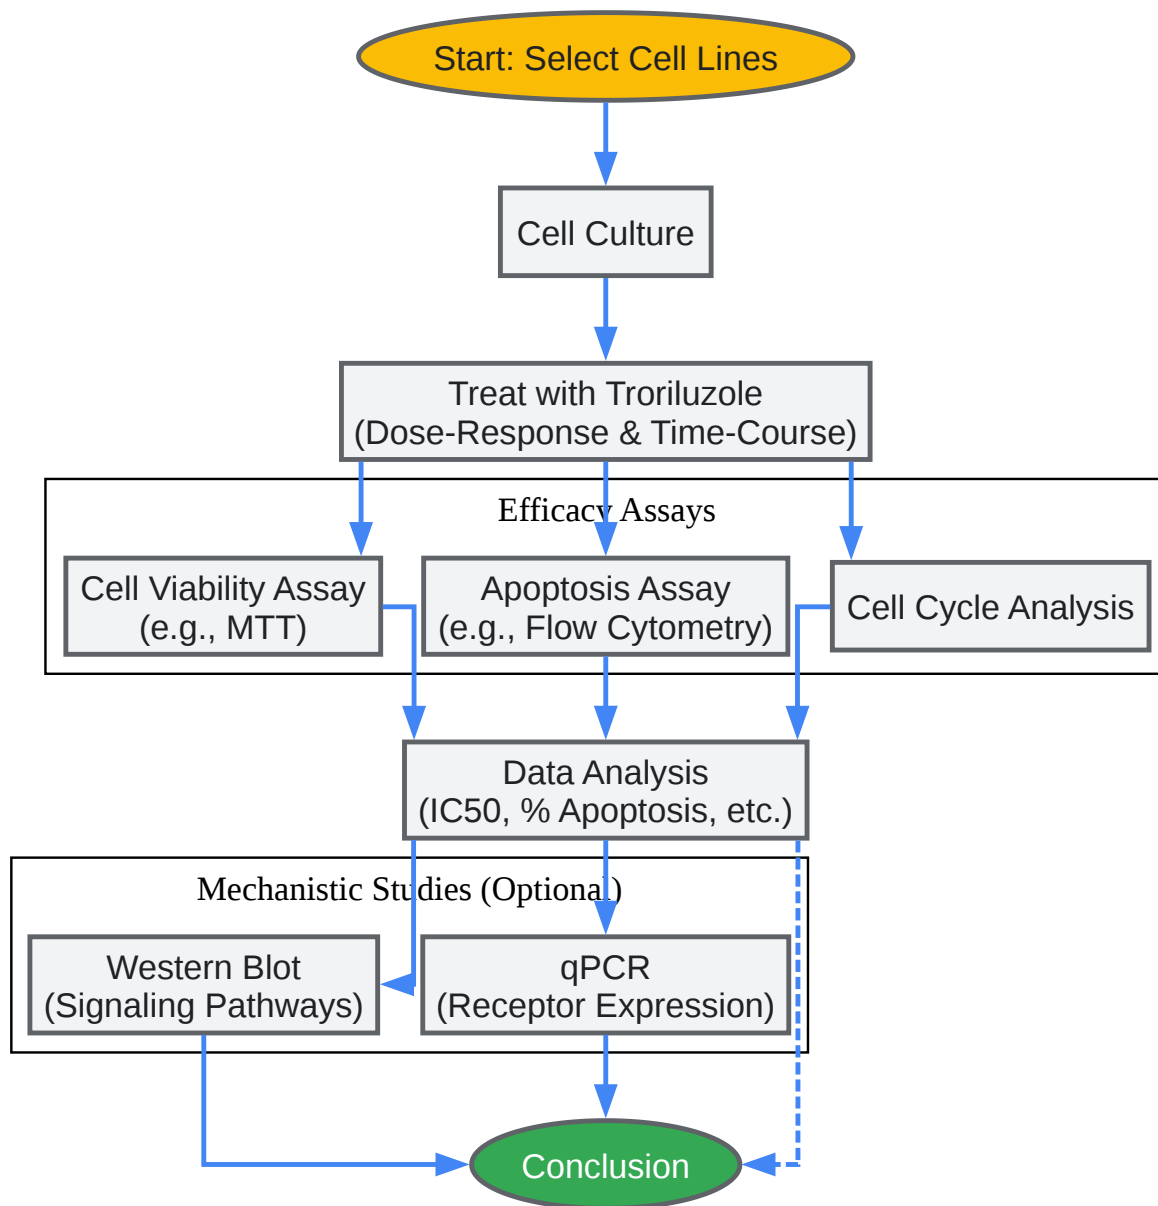 Start: Select Cell Lines
Cell Culture
Treat with Troriluzole
(Dose-Response & Time-Course)
Efficacy Assays
Cell Viability Assay
(e.g., MTT)
Apoptosis Assay
(e.g., Flow Cytometry)
Cell Cycle Analysis
Data Analysis
(IC50, % Apoptosis, etc.)
Mechanistic Studies (Optional)
Western Blot
(Signaling Pathways)
qPCR
(Receptor Expression)
Conclusion